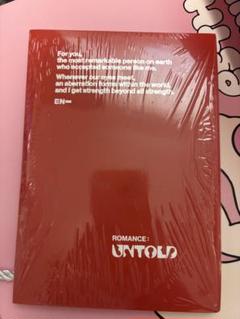 For you,
the most remarkable person on earth
who accepted someone like me.
Whenever our eyes meet,
an aberration forms within the world,
and I get strength beyond all strength.
EN-
ROMANCE:
UNTOLD